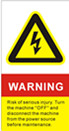 WARNING
Risk of serious injury. Turn
the machine "OFF" and
disconnect the machine
from the power source
before maintenance.